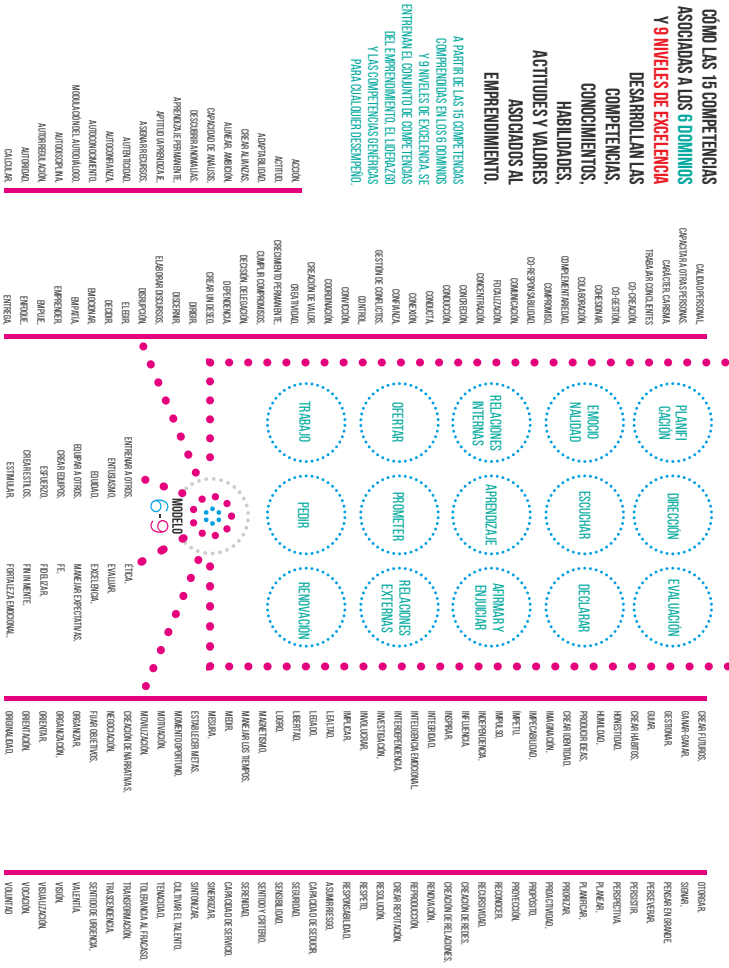 CÓMO LAS 15 COMPETENCIAS
ASOCIADAS A LOS 6 DOMINIOS
Y 9 NIVELES DE EXCELENCIA
DESARROLLAN LAS
COMPETENCIAS,
CONOCIMIENTOS,
HABILIDADES,
ACTITUDES Y VALORES
ASOCIADOS AL
EMPRENDIMIENTO.
A PARTIR DE LAS 15 COMPETENCIAS
COMPRENDIDAS EN LOS 6 DOMINIOS
Y 9 NIVELES DE EXCELENCIA, SE
ENTRENAN EL CONJUNTO DE COMPETENCIAS
DEL EMPRENDIMIENTO, EL LIDERAZGO
Y LAS COMPETENCIAS GENÉRICAS
PARA CUALQUIER DESEMPEÑO.
ACCIÓN,
ACTITUD,
ADAPTABILIDAD,
CREAR ALIANZAS,
ALINEAR, AMBICIÓN,
CAPACIDAD DE ANÁLISIS,
DESCUBRIR ANOMALÍAS,
APRENDIZAJE PERMANENTE,
APTITUD (APRENDIZAJE,
ASIGNAR RECURSOS,
AUTENTICIDAD,
AUTOCONFIANZA,
AUTOCONOCIMIENTO,
MODULACIÓN DEL AUTODIÁLOGO,
AUTODISCIPLINA,
AUTORREGULACIÓN,
AUTORIDAD,
CALCULAR,
CALIDAD PERSONAL,
CAPACITAR A OTRAS PERSONAS,
CARÁCTER, CARISMA,
TRABAJAR CON CLIENTES
CO-CREACIÓN,
CO-GESTIÓN,
COHESIONAR,
COLABORACIÓN,
COMPLEMENTARIEDAD,
COMPROMISO,
CO-RESPONSABILIDAD,
COMUNICACIÓN,
FOCALIZACIÓN,
CONCENTRACIÓN,
CONCRECIÓN,
CONDUCCIÓN,
CONDUCTA,
CONEXIÓN,
CONFIANZA,
GESTIÓN DE CONFLICTOS,
CONTROL,
CONVICCIÓN,
COORDINACIÓN,
CREACIÓN DE VALOR,
CREATIVIDAD,
CRECIMIENTO PERMANENTE,
CUMPLIR COMPROMISOS,
DECISIÓN, DELEGACIÓN,
DEPENDENCIA,
CREAR UN DESEO,
DIRIGIR,
DISCERNIR,
ELABORAR DISCURSOS,
DISRUPCIÓN,
ELEGIR,
DECIDIR,
EMOCIONAR,
EMPATÍA,
EMPRENDER,
EMPUJE,
ENFOQUE,
ENTREGA,
PLANIFI
CACIÓN
DIRECCIÓN
EVALUACIÓN
EMOCIO
NALIDAD
ESCUCHAR
DECLARAR
RELACIONES
INTERNAS
APRENDIZAJE
AFIRMAR Y
ENJUICIAR
OFERTAR
PROMETER
RELACIONES
EXTERNAS
TRABAJO
PEDIR
RENOVACIÓN
MODELO
6-9
ENTRENAR A OTROS,
ENTUSIASMO,
EQUIDAD,
EQUIPAR A OTROS,
CREAR EQUIPOS,
ESFUERZO,
CREAR ESTILOS,
ESTIMULAR,
ÉTICA,
EVALUAR,
EXCELENCIA,
MANEJAR EXPECTATIVAS,
FE,
FIDELIZAR,
FIN IN MENTE,
FORTALEZA EMOCIONAL,
CREAR FUTUROS,
GANAR-GANAR,
GESTIONAR,
GUIAR,
CREAR HÁBITOS,
HONESTIDAD,
HUMILDAD,
PRODUCIR IDEAS,
CREAR IDENTIDAD,
IMAGINACIÓN,
IMPECABILIDAD,
IMPETU,
IMPULSO,
INDEPENDENCIA,
INFLUENCIA,
INSPIRAR,
INTEGRIDAD,
INTELIGENCIA EMOCIONAL,
INTERDEPENDENCIA,
INVESTIGACIÓN,
INVOLUCRAR,
IMPLICAR,
LEALTAD,
LEGADO,
LIBERTAD,
LOGRO,
MAGNETISMO,
MANEJAR LOS TIEMPOS,
MEDIR,
MESURA,
ESTABLECER METAS,
MOMENTO OPORTUNO,
MOTIVACIÓN,
MOVILIZACIÓN,
CREACIÓN DE NARRATIVAS,
NEGOCIACIÓN,
FIJAR OBJETIVOS,
ORGANIZAR,
ORGANIZACIÓN,
ORIENTAR,
ORIENTACIÓN,
ORIGINALIDAD,
OTORGAR,
SIGNAR,
PENSAR EN GRANDE,
PERSEVERAR,
PERSISTIR,
PERSPECTIVA,
PLANEAR,
PLANIFICAR,
PRIORIZAR,
PROACTIVIDAD,
PROPÓSITO,
PROYECCIÓN,
RECONOCER,
RECURSIVIDAD,
CREACIÓN DE REDES,
CREACIÓN DE RELACIONES,
RENOVACIÓN,
REPRODUCCIÓN,
CREAR REPUTACIÓN,
RESOLUCIÓN,
RESPETO,
RESPONSABILIDAD,
ASUMIR RIESGO,
CAPACIDAD DE SEDUCIR,
SEGURIDAD,
SENSIBILIDAD,
SENTIDO Y CRITERIO,
SERENIDAD,
CAPACIDAD DE SERVICIO,
SINERGIZAR,
SINTONIZAR,
CULTIVAR EL TALENTO,
TENACIDAD,
TOLERANCIA AL FRACASO,
TRANSFORMACIÓN,
TRASCENDENCIA,
SENTIDO DE URGENCIA,
VALENTÍA,
VISIÓN,
VISUALIZACIÓN,
VOCACIÓN,
VOLUNTAD